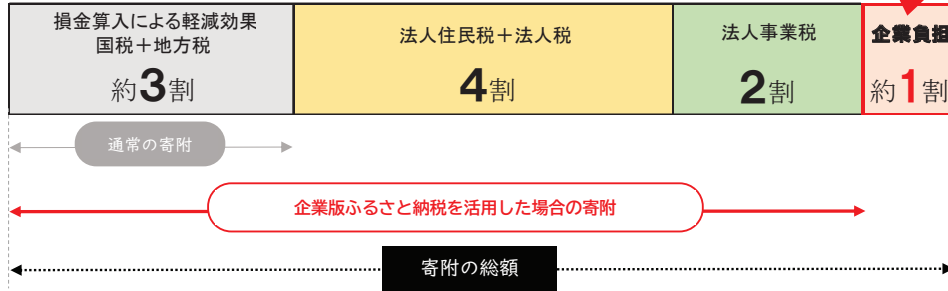 損金算入による軽減効果
国税＋地方税
約3割
法人住民税＋法人税
4割
法人事業税
2割
企業負担
約1割
通常の寄附
企業版ふるさと納税を活用した場合の寄附
寄附の総額